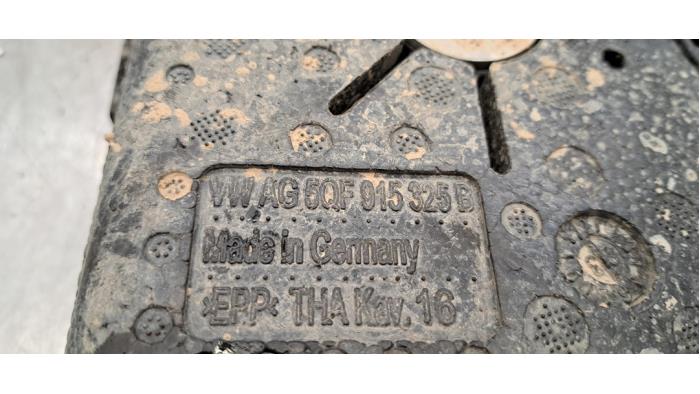 VW AG 5QF 915 325 B
Made in Germany
*EPP* THA Kav. 16